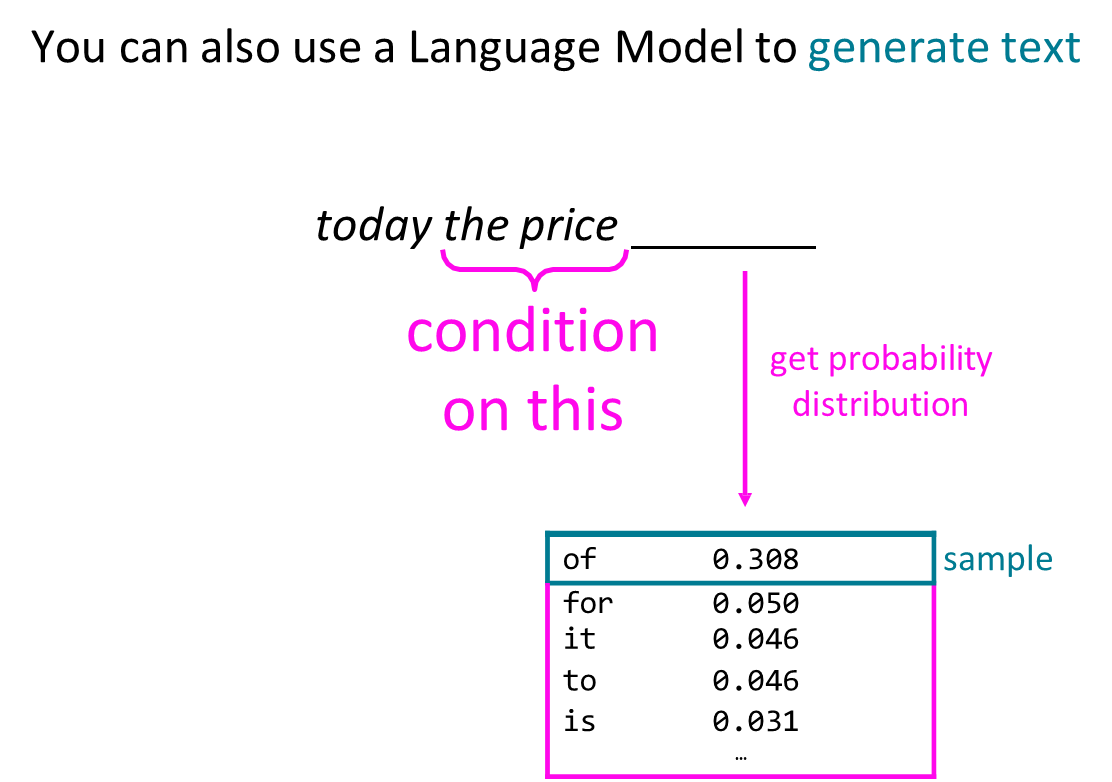 You can also use a Language Model to generate text
today the price ________
condition
on this
get probability
distribution
of 0.308
sample
for 0.050
it 0.046
to 0.046
is 0.031
…